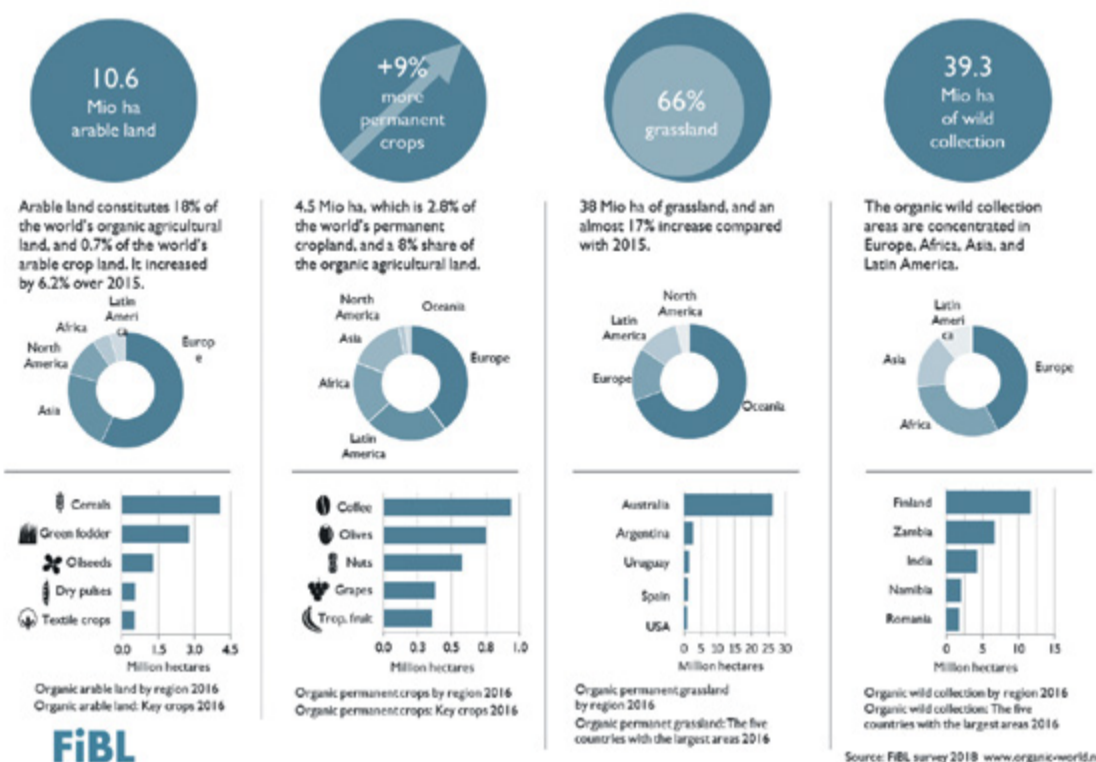 10.6
Mio ha
arable land
+9%
more
permanent
crops
66%
grassland
39.3
Mio ha
of wild
collection
Arable land constitutes 18% of
the world's organic agricultural
land, and 0.7% of the world's
arable crop land. It increased
by 6.2% over 2015.
4.5 Mio ha, which is 2.8% of
the world's permanent
cropland, and a 8% share of
the organic agricultural land.
38 Mio ha of grassland, and an
almost 17% increase compared
with 2015.
The organic wild collection
areas are concentrated in
Europe, Africa, Asia, and
Latin America.
Latin
Ameri
ca
Africa
North
America
Asia
Europ
e
North
America
Oceania
Asia
Africa
Latin
America
Europe
North
America
Latin
America
Europe
Oceania
Latin
Ameri
ca
Asia
Africa
Europe
Cereals
Green fodder
Oilseeds
Dry pulses
Textile crops
0.0 1.5 3.0 4.5
Million hectares
Coffee
Olives
Nuts
Grapes
Trop. fruit
0.0 0.3 0.5 0.8 1.0
Million hectares
Australia
Argentina
Uruguay
Spain
USA
0 5 10 15 20 25 30
Million hectares
Finland
Zambia
India
Namibia
Romania
0 5 10 15
Million hectares
Organic arable land by region 2016
Organic arable land: Key crops 2016
Organic permanent crops by region 2016
Organic permanent crops: Key crops 2016
Organic permanent grassland
by region 2016
Organic permanet grassland: The five
countries with the largest areas 2016
Organic wild collection by region 2016
Organic wild collection: The five
countries with the largest areas 2016
FiBL
Source: FiBL survey 2018 www.organic-world.n